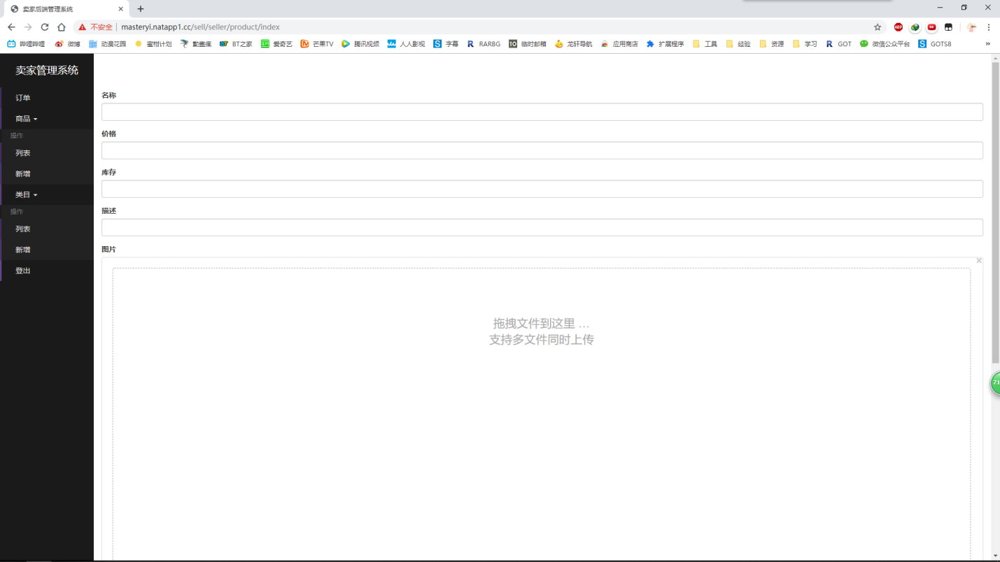 卖家后端管理系统
不安全 masteryi.natapp1.cc/sell/seller/product/index
ABP
哔哩哔哩 微博 动漫花园 蜜柑计划 動畫瘋 BT之家 爱奇艺 芒果TV 腾讯视频 人人影视 字幕 RARBG 临时邮箱 龙轩导航 应用商店 扩展程序 工具 经验 资源 学习 GOT 微信公众平台 GOTS8
卖家管理系统
订单
商品
操作
列表
新增
类目
操作
列表
新增
登出
名称
价格
库存
描述
图片
拖拽文件到这里 …
支持多文件同时上传
71